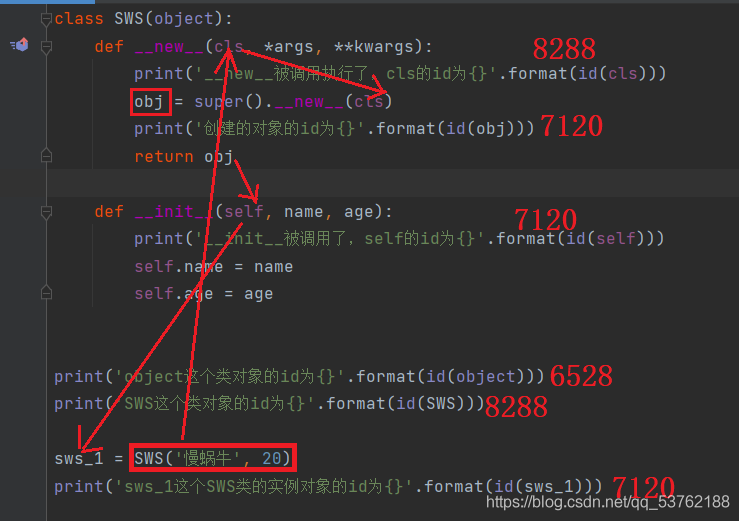 class SWS(object):
def __new__(cls, *args, **kwargs): 8288
print('__new__被调用执行了，cls的id为{}'.format(id(cls)))
obj = super().__new__(cls)
print('创建的对象的id为{}'.format(id(obj))) 7120
return obj
def __init__(self, name, age): 7120
print('__init__被调用了，self的id为{}'.format(id(self)))
self.name = name
self.age = age
print('object这个类对象的id为{}'.format(id(object))) 6528
print('SWS这个类对象的id为{}'.format(id(SWS))) 8288
sws_1 = SWS('慢蜗牛', 20)
print('sws_1这个SWS类的实例对象的id为{}'.format(id(sws_1))) 7120
https://blog.csdn.net/qq_53762188